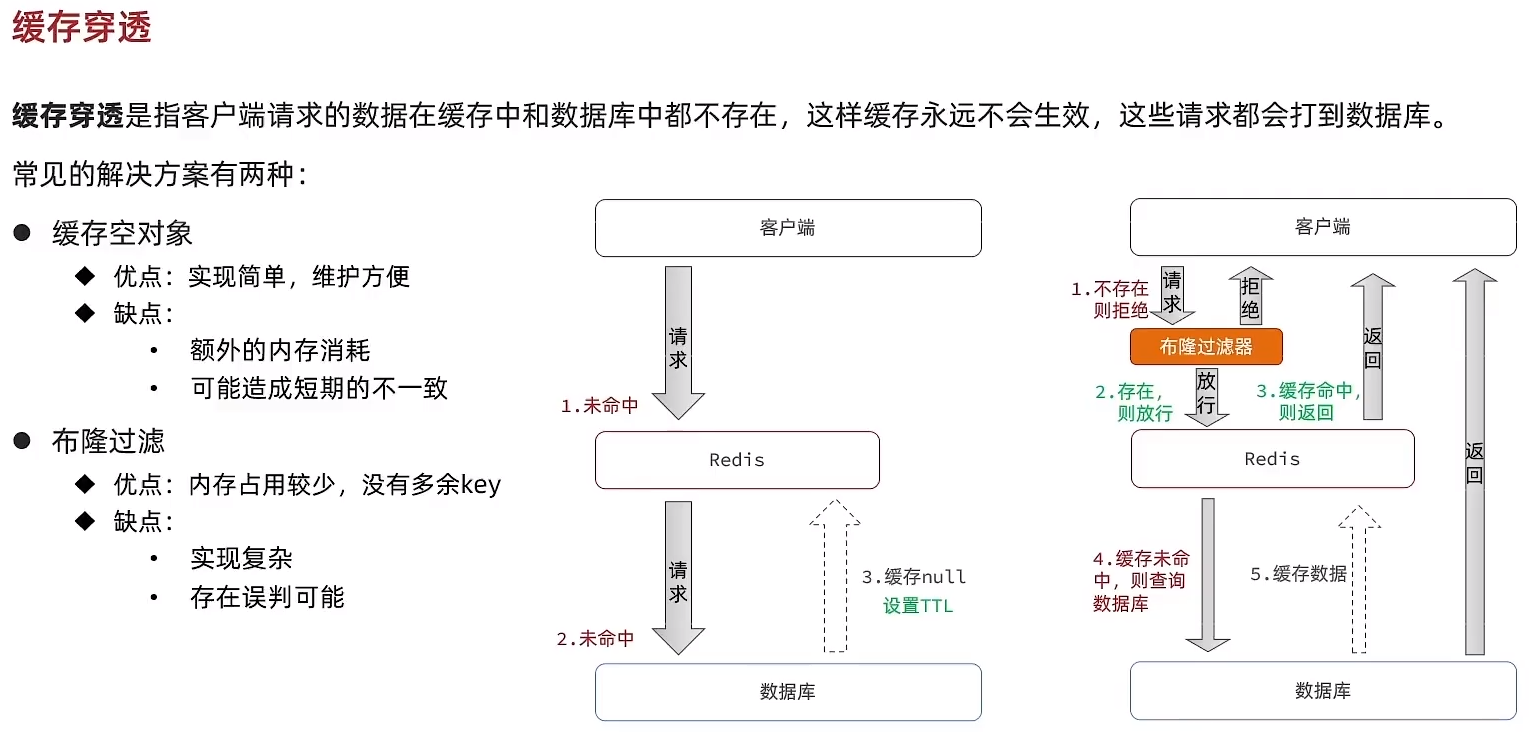 缓存穿透
缓存穿透是指客户端请求的数据在缓存中和数据库中都不存在，这样缓存永远不会生效，这些请求都会打到数据库。
常见的解决方案有两种：
缓存空对象
优点：实现简单，维护方便
缺点：
额外的内存消耗
可能造成短期的不一致
布隆过滤
优点：内存占用较少，没有多余key
缺点：
实现复杂
存在误判可能
客户端
请求
1.未命中
Redis
请求
2.未命中
3.缓存null
设置TTL
数据库
客户端
1.不存在
则拒绝
请求
拒绝
布隆过滤器
2.存在，
则放行
放行
3.缓存命中，
则返回
返回
Redis
4.缓存未命
中，则查询
数据库
5.缓存数据
返回
数据库